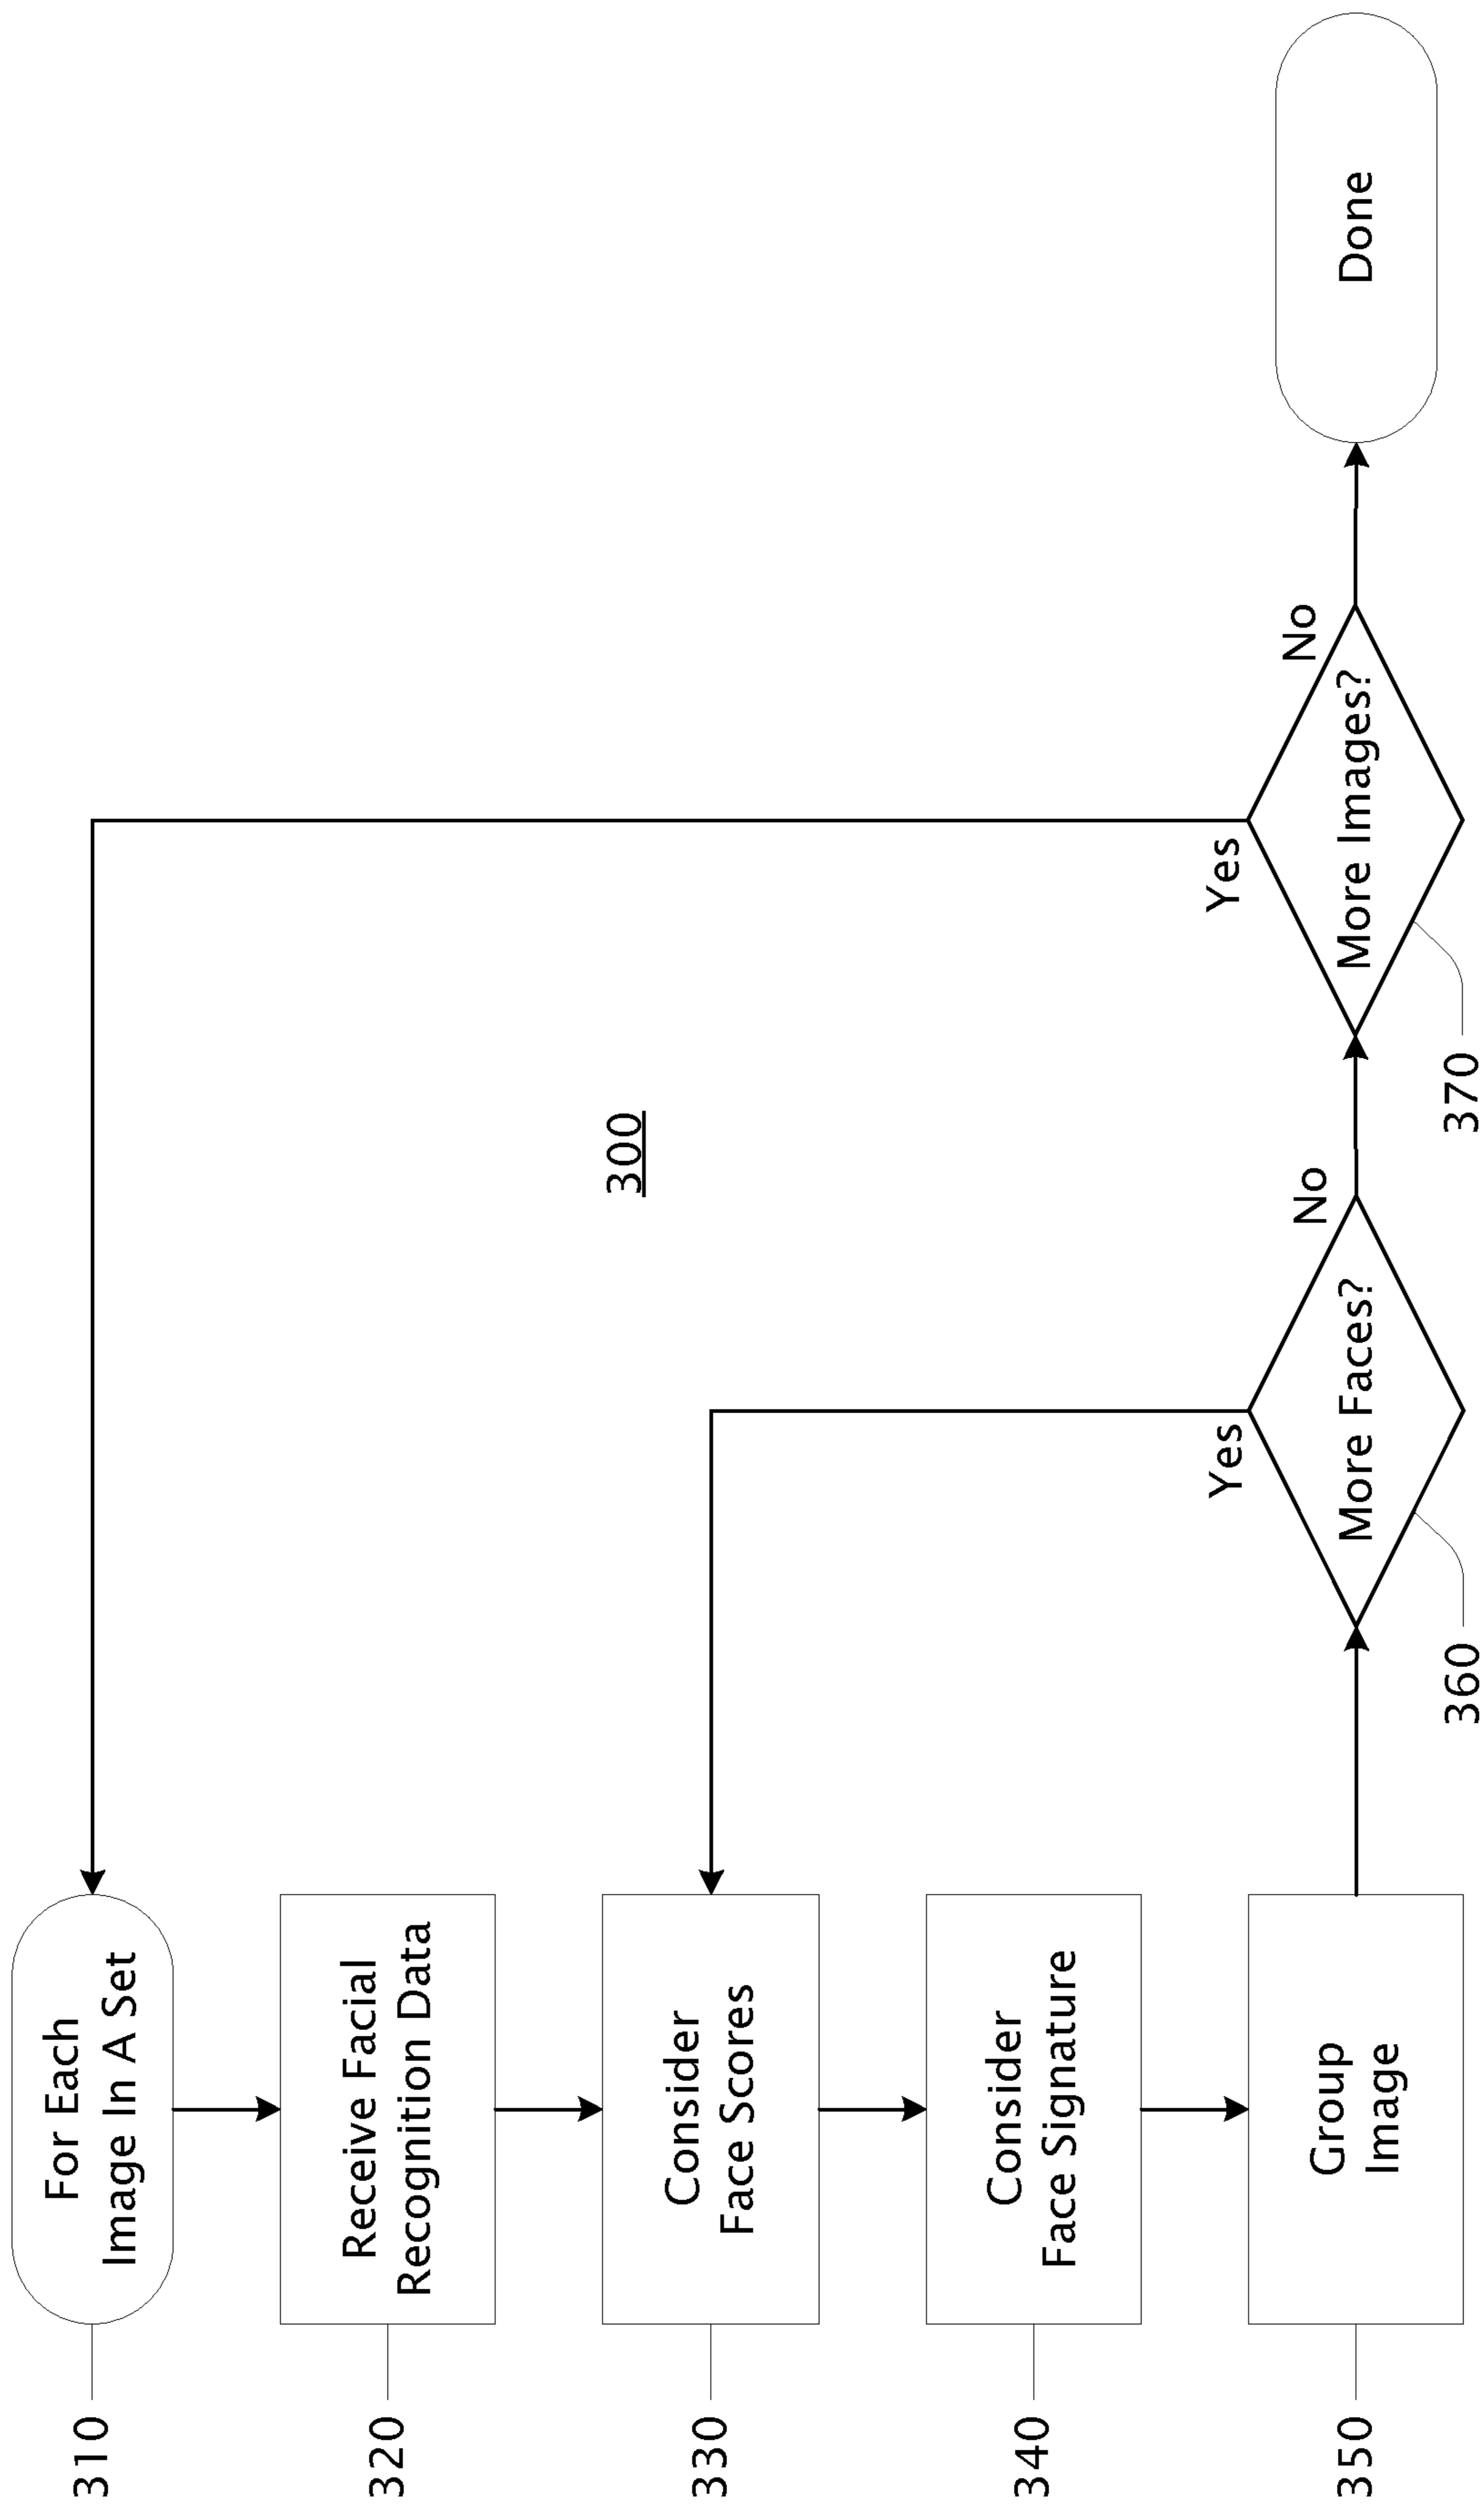 310
For Each
Image In A Set
320
Receive Facial
Recognition Data
330
Consider
Face Scores
340
Consider
Face Signature
350
Group
Image
300
Yes
More Faces?
No
360
Yes
More Images?
No
370
Done